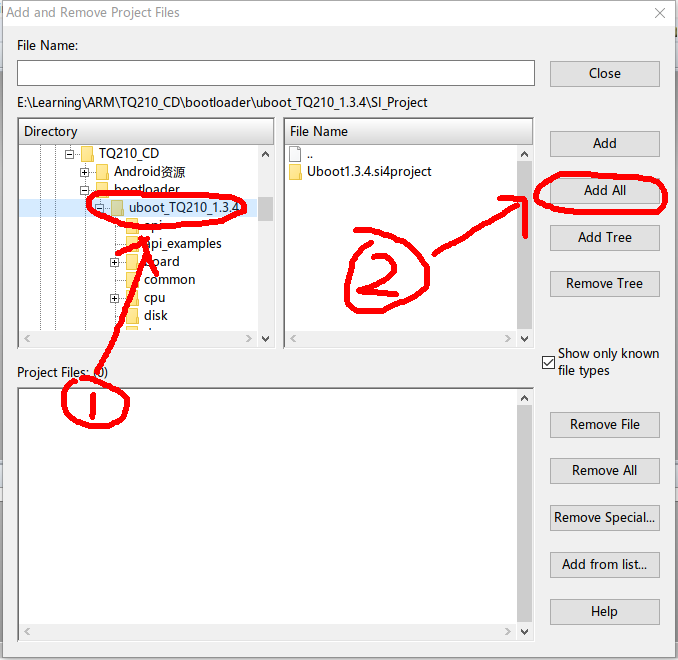 Add and Remove Project Files
File Name:
Close
E:\Learning\ARM\TQ210_CD\bootloader\uboot_TQ210_1.3.4\SI_Project
Directory
File Name
TQ210_CD
Android资源
bootloader
uboot_TQ210_1.3.4
api_examples
board
common
cpu
disk
..
Uboot1.3.4.si4project
Add
Add All
Add Tree
Remove Tree
Show only known
file types
1
2
Project Files: (0)
Remove File
Remove All
Remove Special...
Add from list...
Help